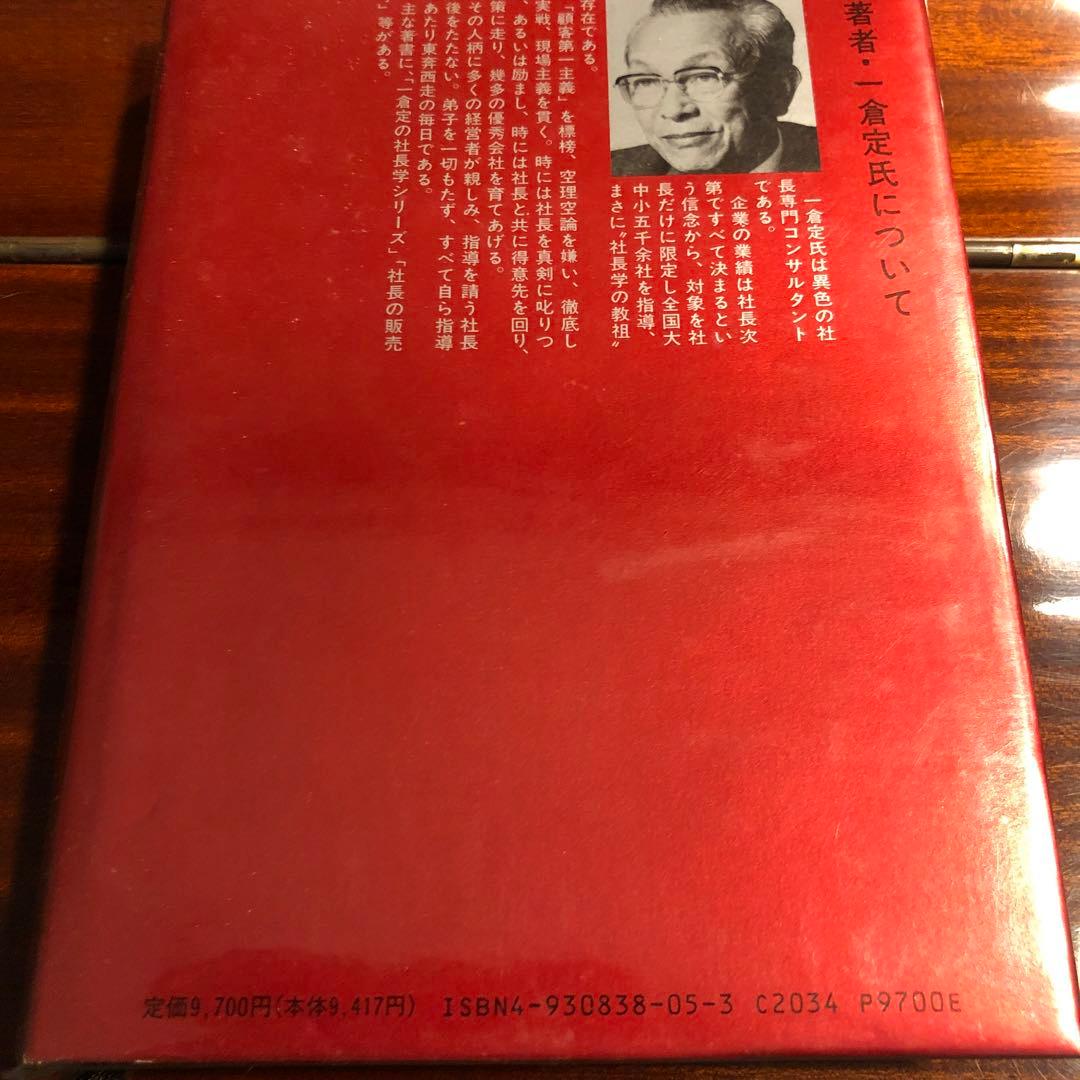 著者・一倉定氏について
一倉定氏は異色の社
長専門コンサルタント
である。
企業の業績は社長次
第ですべて決まるとい
う信念から、対象を社
長だけに限定し全国大
中小五千余社を指導、
まさに〝社長学の教祖〟
存在である。
「顧客第一主義」を標榜、空理空論を嫌い、徹底し
実戦、現場主義を貫く。時には社長を真剣に叱りつ
、あるいは励まし、時には社長と共に得意先を回り、
策に走り、幾多の優秀会社を育てあげる。
その人柄に多くの経営者が親しみ、指導を請う社長
後をたたない。弟子を一切もたず、すべて自ら指導
あたり東奔西走の毎日である。
主な著書に、「一倉定の社長学シリーズ」「社長の販売
」等がある。
定価9,700円(本体9,417円) ISBN4-930838-05-3 C2034 P9700E